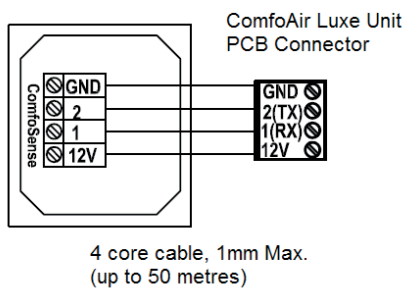 ComfoAir Luxe Unit
PCB Connector
ComfoSense
GND
2
1
12V
GND
2(TX)
1(RX)
12V
4 core cable, 1mm Max.
(up to 50 metres)